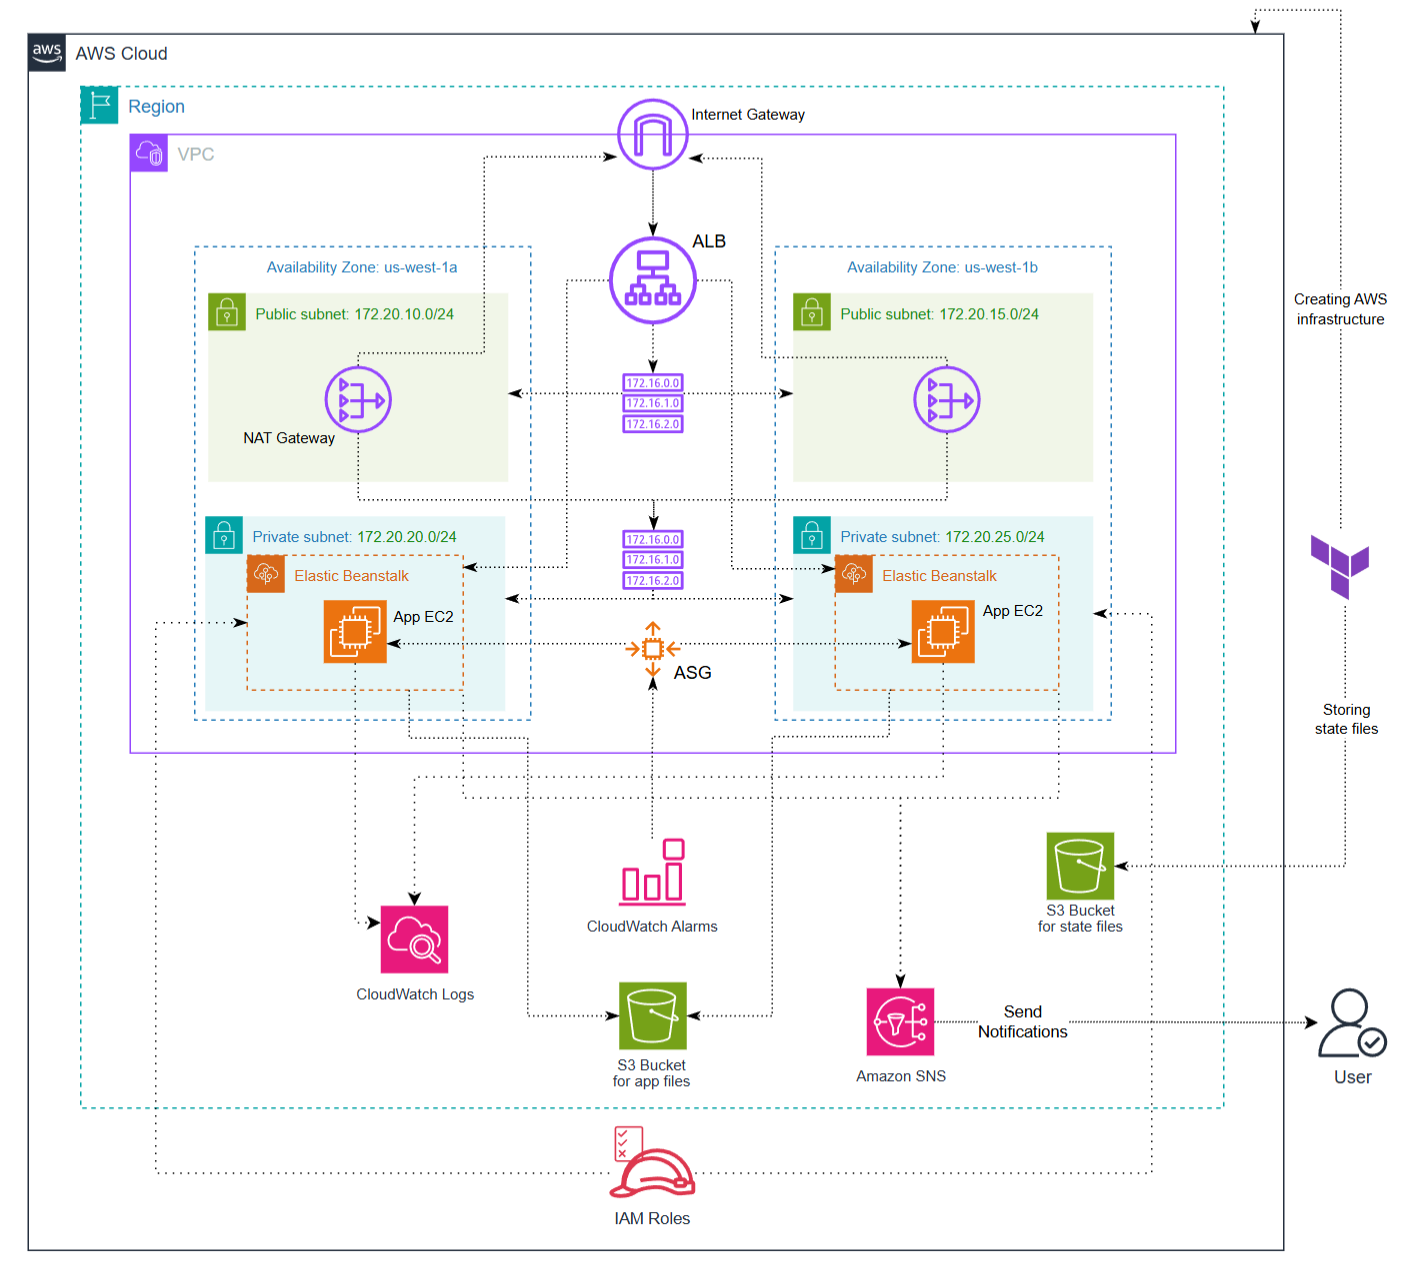 aws
AWS Cloud
Region
Internet Gateway
VPC
ALB
Availability Zone: us-west-1a
Availability Zone: us-west-1b
Creating AWS
infrastructure
Public subnet: 172.20.10.0/24
Public subnet: 172.20.15.0/24
172.16.0.0
172.16.1.0
172.16.2.0
NAT Gateway
Private subnet: 172.20.20.0/24
172.16.0.0
172.16.1.0
172.16.2.0
Private subnet: 172.20.25.0/24
Elastic Beanstalk
Elastic Beanstalk
App EC2
App EC2
ASG
Storing
state files
CloudWatch Alarms
S3 Bucket
for state files
CloudWatch Logs
Send
Notifications
S3 Bucket
for app files
Amazon SNS
User
IAM Roles